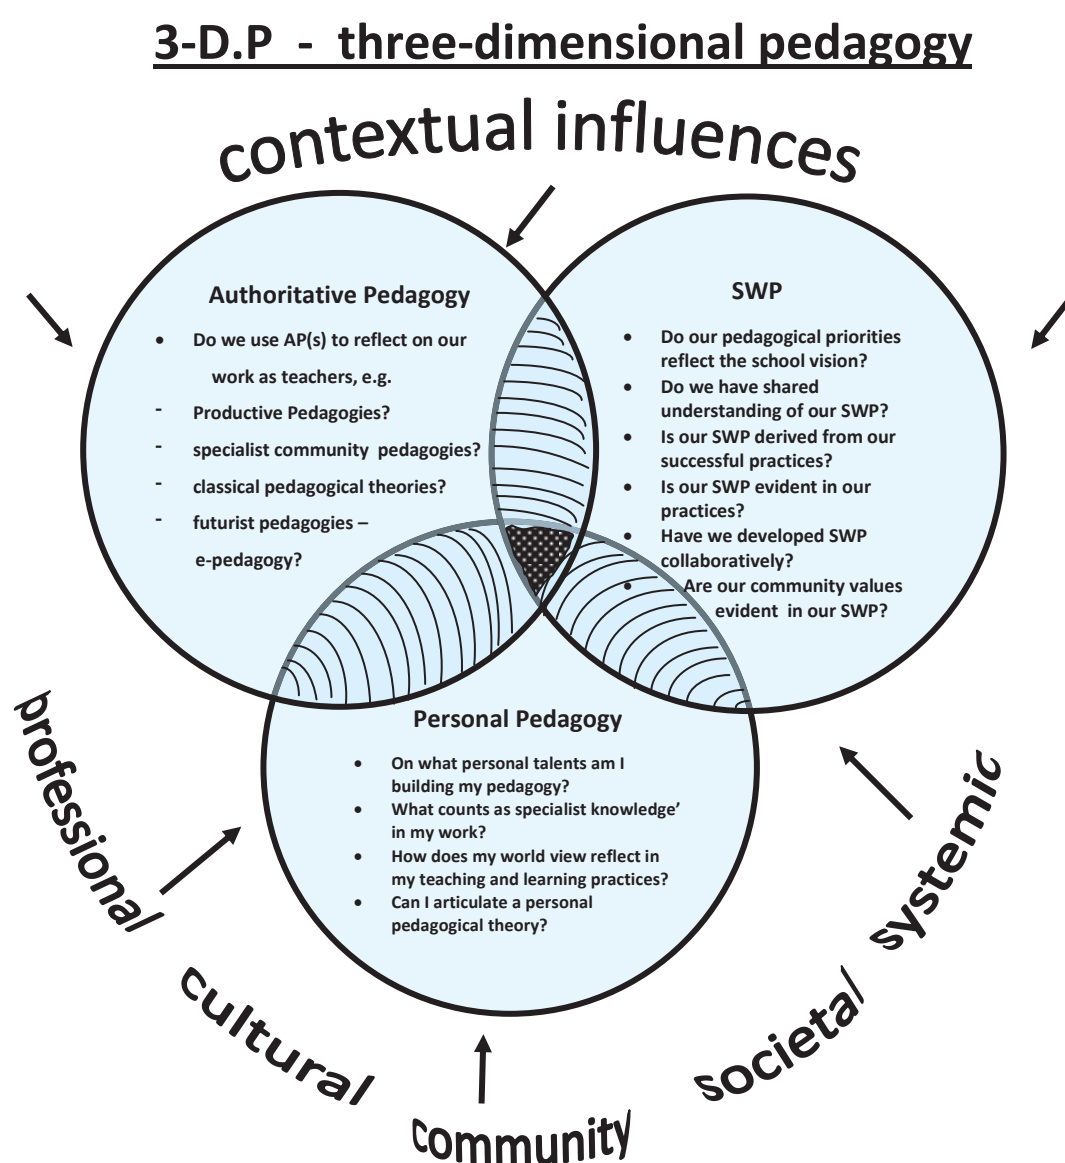 3-D.P - three-dimensional pedagogy
contextual influences
Authoritative Pedagogy
• Do we use AP(s) to reflect on our
work as teachers, e.g.
- Productive Pedagogies?
- specialist community pedagogies?
- classical pedagogical theories?
- futurist pedagogies –
e-pedagogy?
SWP
• Do our pedagogical priorities
reflect the school vision?
• Do we have shared
understanding of our SWP?
• Is our SWP derived from our
successful practices?
• Is our SWP evident in our
practices?
• Have we developed SWP
collaboratively?
• Are our community values
evident in our SWP?
Personal Pedagogy
• On what personal talents am I
building my pedagogy?
• What counts as specialist knowledge’
in my work?
• How does my world view reflect in
my teaching and learning practices?
• Can I articulate a personal
pedagogical theory?
professional
cultural
community
societal
systemic